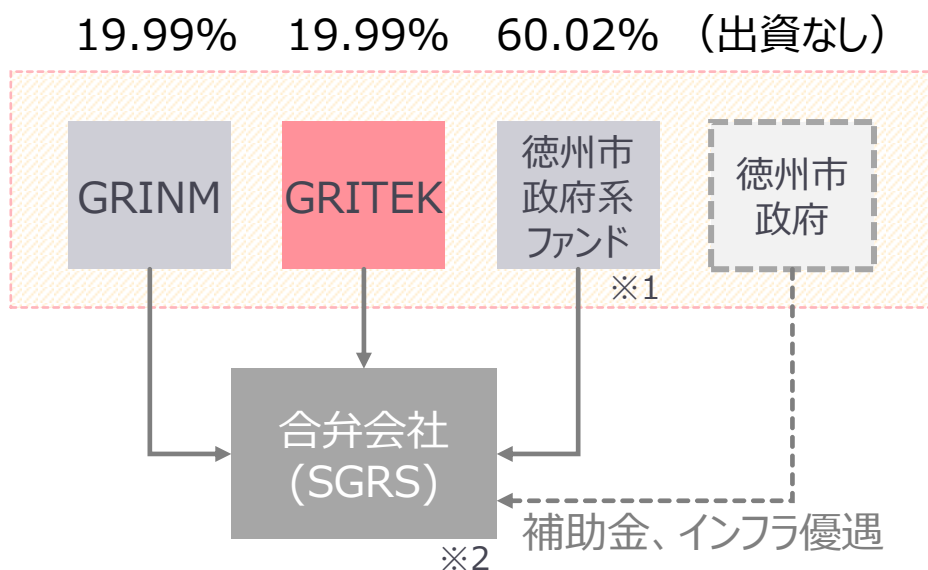 19.99% 19.99% 60.02% （出資なし）
GRINM
GRITEK
徳州市
政府系
ファンド
徳州市
政府
※1
合弁会社
(SGRS)
補助金、インフラ優遇
※2